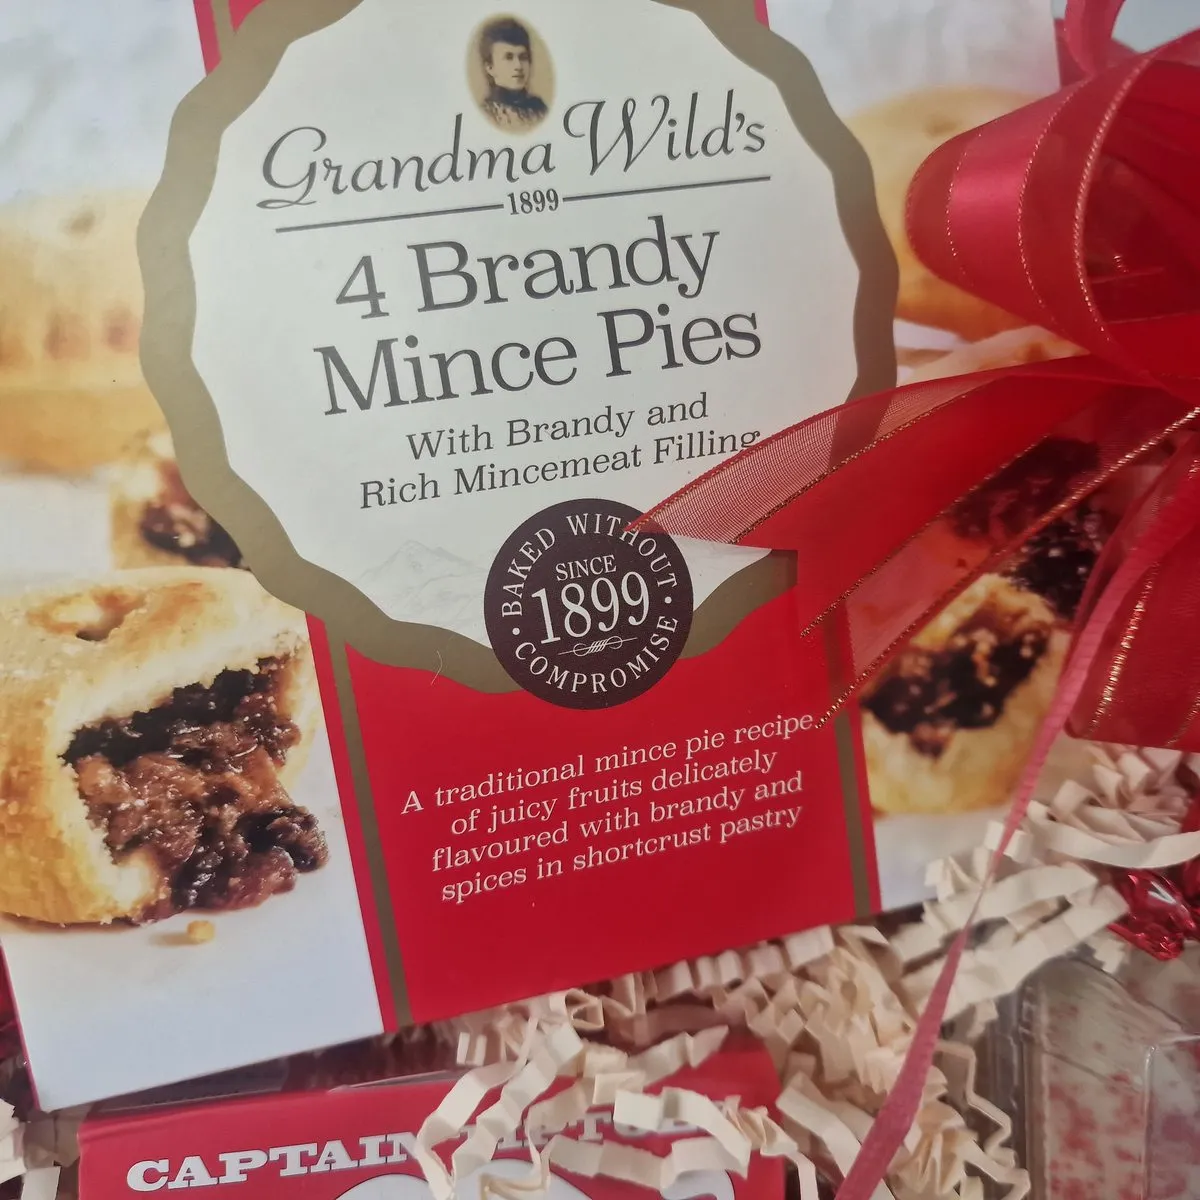 Grandma Wild's
1899
4 Brandy
Mince Pies
With Brandy and
Rich Mincemeat Filling
BAKED WITHOUT
SINCE
1899
COMPROMISE
A traditional mince pie recipe
of juicy fruits delicately
flavoured with brandy and
spices in shortcrust pastry
CAPTAIN